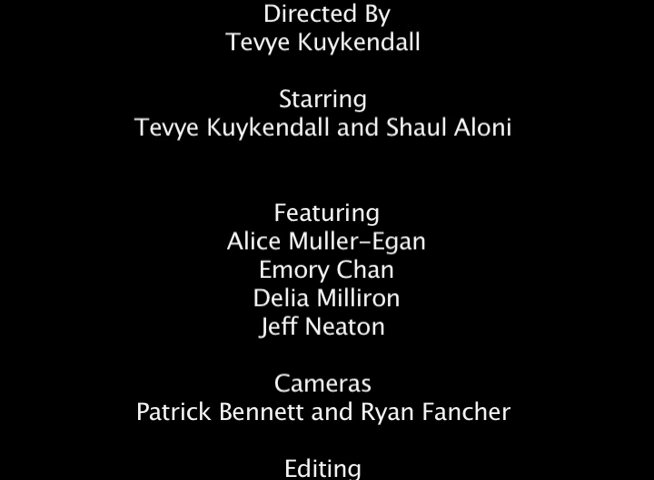 Directed By
Tevye Kuykendall
Starring
Tevye Kuykendall and Shaul Aloni
Featuring
Alice Muller-Egan
Emory Chan
Delia Milliron
Jeff Neaton
Cameras
Patrick Bennett and Ryan Fancher
Editing